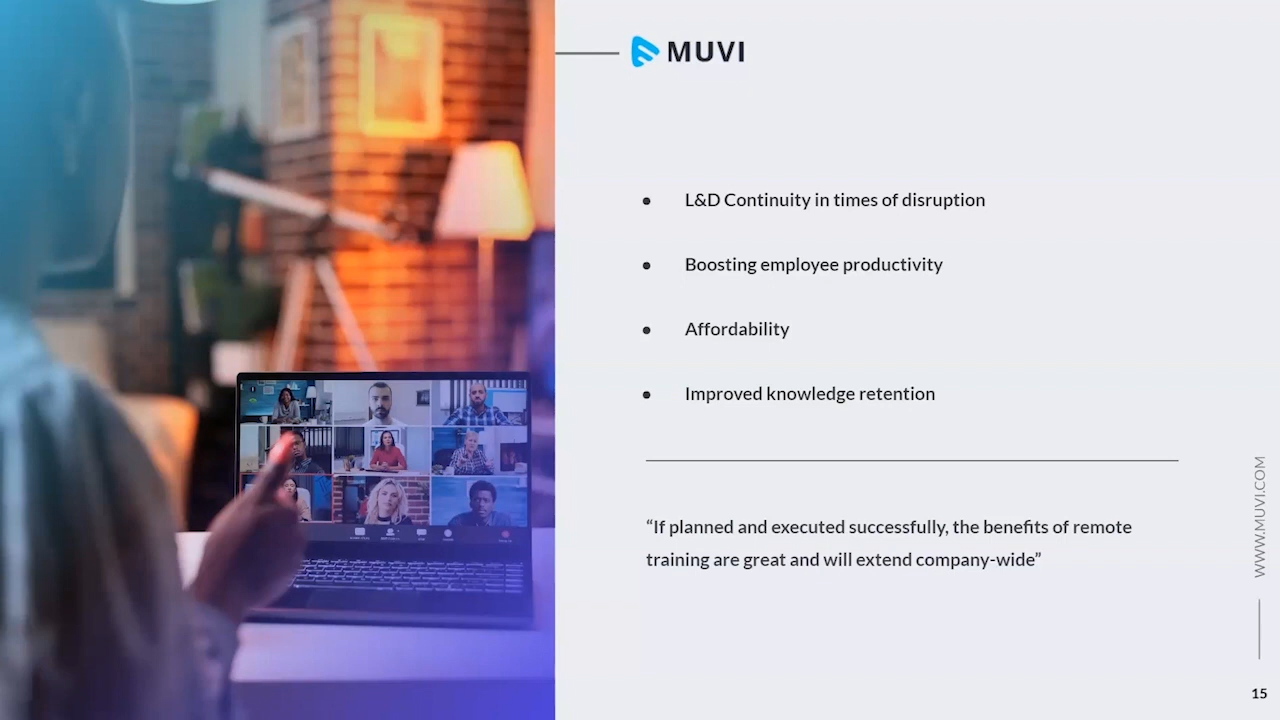 MUVI
● L&D Continuity in times of disruption
● Boosting employee productivity
● Affordability
● Improved knowledge retention
“If planned and executed successfully, the benefits of remote
training are great and will extend company-wide”
WWW.MUVI.COM
15